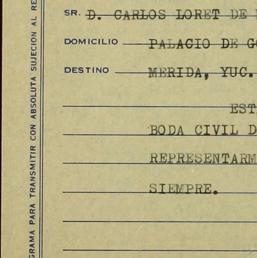 SR. D. CARLOS LORET DE
DOMICILIO PALACIO DE G
DESTINO MERIDA, YUC.
EST
BODA CIVIL D
REPRESENTARM
SIEMPRE.
GRAMA PARA TRANSMITIR CON ABSOLUTA SUJECION AL RE